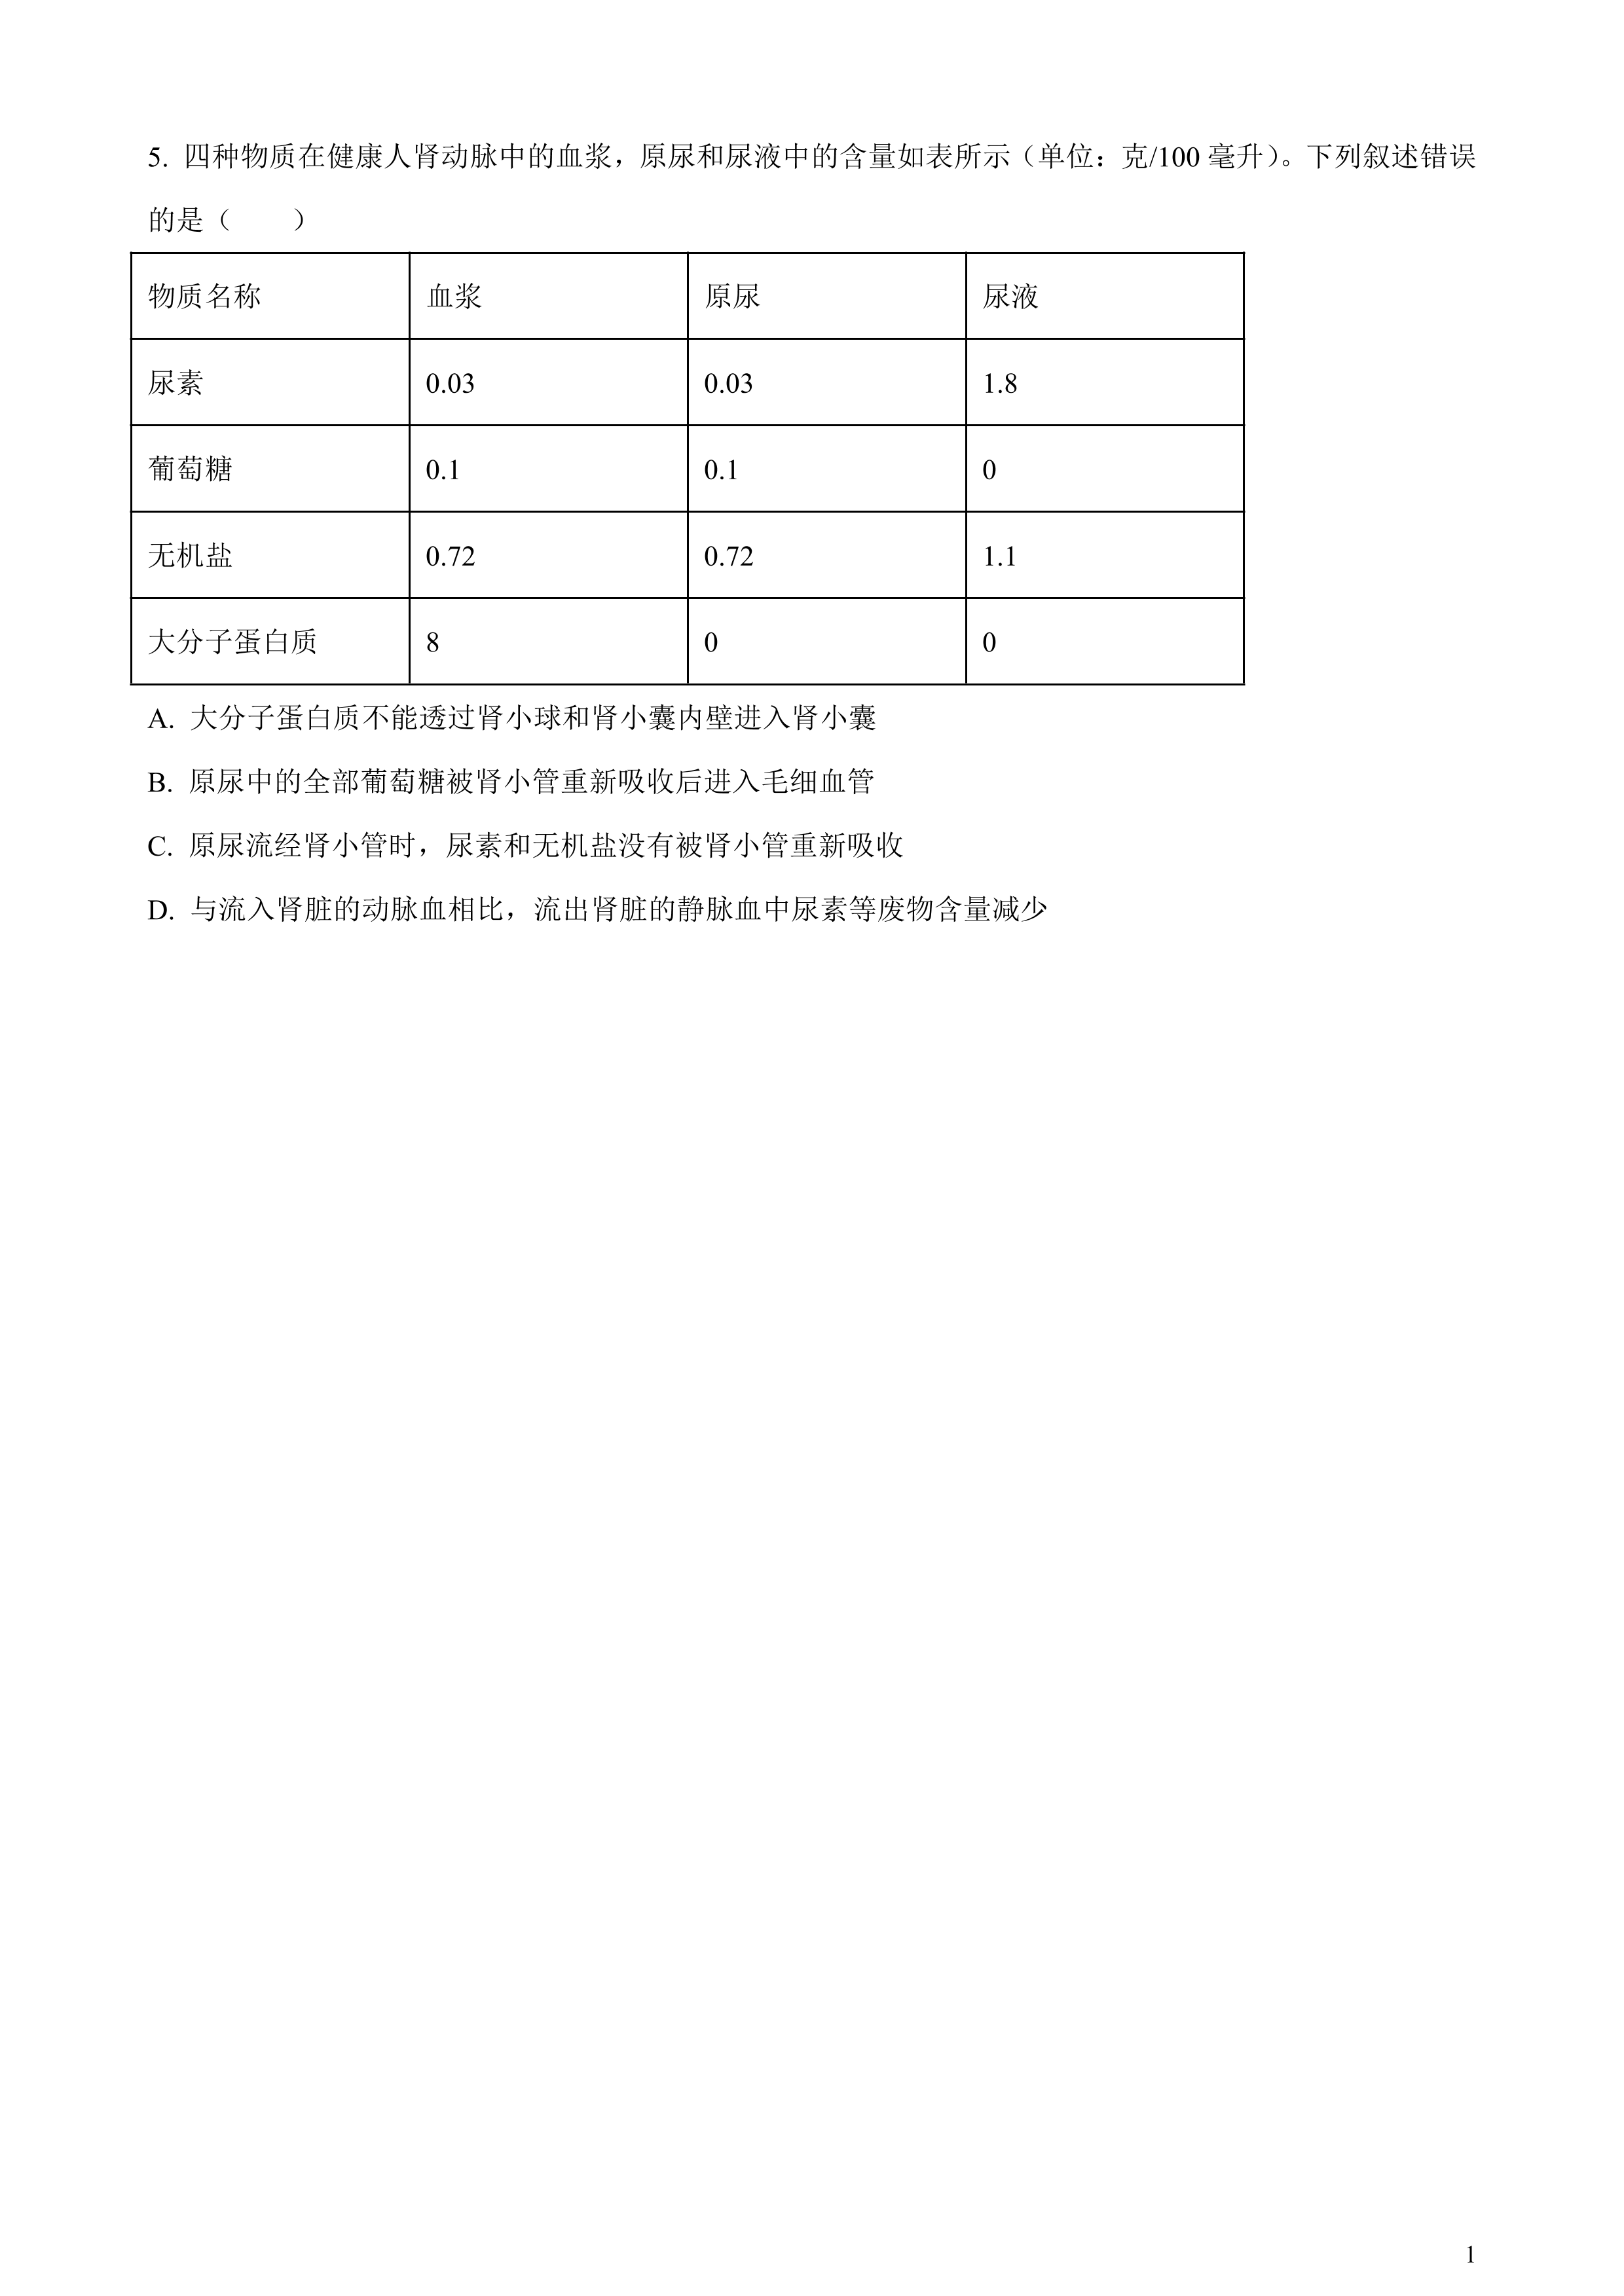 5. 四种物质在健康人肾动脉中的血浆，原尿和尿液中的含量如表所示（单位：克/100 毫升）。下列叙述错误
的是（　　）
物质名称 血浆 原尿 尿液
尿素 0.03 0.03 1.8
葡萄糖 0.1 0.1 0
无机盐 0.72 0.72 1.1
大分子蛋白质 8 0 0
A. 大分子蛋白质不能透过肾小球和肾小囊内壁进入肾小囊
B. 原尿中的全部葡萄糖被肾小管重新吸收后进入毛细血管
C. 原尿流经肾小管时，尿素和无机盐没有被肾小管重新吸收
D. 与流入肾脏的动脉血相比，流出肾脏的静脉血中尿素等废物含量减少
1